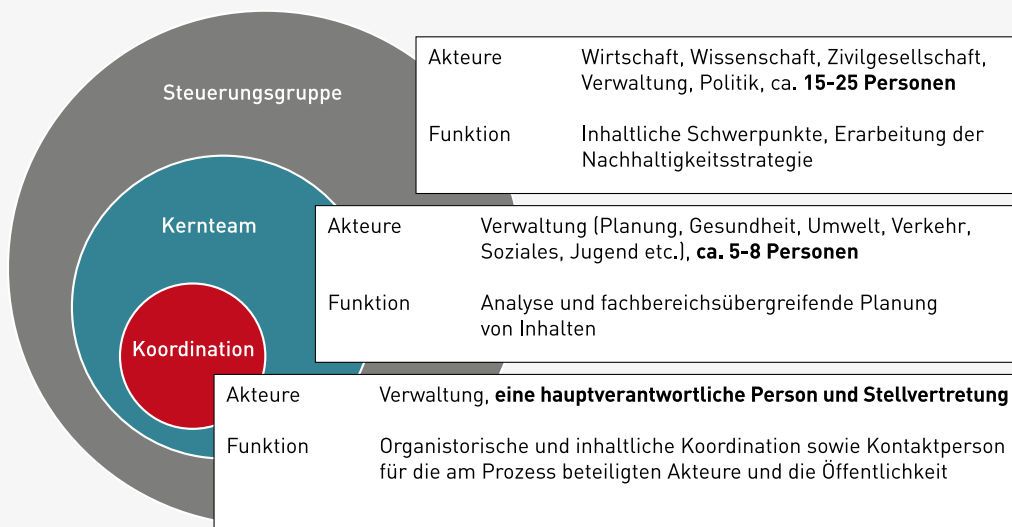 Steuerungsgruppe
Akteure Wirtschaft, Wissenschaft, Zivilgesellschaft,
Verwaltung, Politik, ca. 15-25 Personen
Funktion Inhaltliche Schwerpunkte, Erarbeitung der
Nachhaltigkeitsstrategie
Kernteam
Akteure Verwaltung (Planung, Gesundheit, Umwelt, Verkehr,
Soziales, Jugend etc.), ca. 5-8 Personen
Funktion Analyse und fachbereichsübergreifende Planung
von Inhalten
Koordination
Akteure Verwaltung, eine hauptverantwortliche Person und Stellvertretung
Funktion Organistorische und inhaltliche Koordination sowie Kontaktperson
für die am Prozess beteiligten Akteure und die Öffentlichkeit